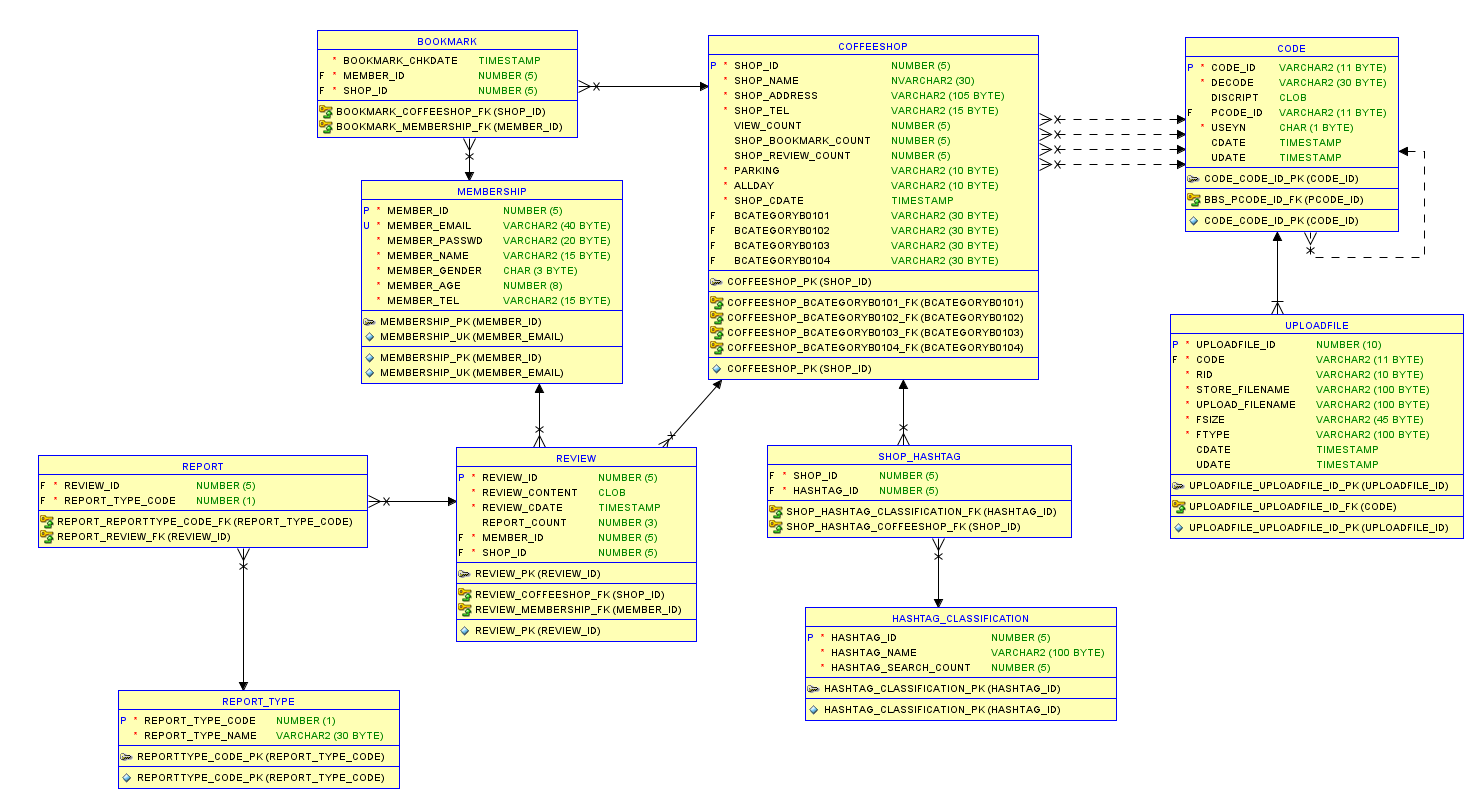 BOOKMARK
* BOOKMARK_CHKDATE TIMESTAMP
F * MEMBER_ID NUMBER (5)
F * SHOP_ID NUMBER (5)
BOOKMARK_COFFEESHOP_FK (SHOP_ID)
BOOKMARK_MEMBERSHIP_FK (MEMBER_ID)
MEMBERSHIP
P * MEMBER_ID NUMBER (5)
U * MEMBER_EMAIL VARCHAR2 (40 BYTE)
* MEMBER_PASSWD VARCHAR2 (20 BYTE)
* MEMBER_NAME VARCHAR2 (15 BYTE)
* MEMBER_GENDER CHAR (3 BYTE)
* MEMBER_AGE NUMBER (8)
* MEMBER_TEL VARCHAR2 (15 BYTE)
MEMBERSHIP_PK (MEMBER_ID)
MEMBERSHIP_UK (MEMBER_EMAIL)
MEMBERSHIP_PK (MEMBER_ID)
MEMBERSHIP_UK (MEMBER_EMAIL)
COFFEESHOP
P * SHOP_ID NUMBER (5)
* SHOP_NAME NVARCHAR2 (30)
* SHOP_ADDRESS VARCHAR2 (105 BYTE)
* SHOP_TEL VARCHAR2 (15 BYTE)
VIEW_COUNT NUMBER (5)
SHOP_BOOKMARK_COUNT NUMBER (5)
SHOP_REVIEW_COUNT NUMBER (5)
* PARKING VARCHAR2 (10 BYTE)
* ALLDAY VARCHAR2 (10 BYTE)
* SHOP_CDATE TIMESTAMP
F BCATEGORYB0101 VARCHAR2 (30 BYTE)
F BCATEGORYB0102 VARCHAR2 (30 BYTE)
F BCATEGORYB0103 VARCHAR2 (30 BYTE)
F BCATEGORYB0104 VARCHAR2 (30 BYTE)
COFFEESHOP_PK (SHOP_ID)
COFFEESHOP_BCATEGORYB0101_FK (BCATEGORYB0101)
COFFEESHOP_BCATEGORYB0102_FK (BCATEGORYB0102)
COFFEESHOP_BCATEGORYB0103_FK (BCATEGORYB0103)
COFFEESHOP_BCATEGORYB0104_FK (BCATEGORYB0104)
COFFEESHOP_PK (SHOP_ID)
CODE
P * CODE_ID VARCHAR2 (11 BYTE)
* DECODE VARCHAR2 (30 BYTE)
DISCRIPT CLOB
F PCODE_ID VARCHAR2 (11 BYTE)
* USEYN CHAR (1 BYTE)
CDATE TIMESTAMP
UDATE TIMESTAMP
CODE_CODE_ID_PK (CODE_ID)
BBS_PCODE_ID_FK (PCODE_ID)
CODE_CODE_ID_PK (CODE_ID)
UPLOADFILE
P * UPLOADFILE_ID NUMBER (10)
F * CODE VARCHAR2 (11 BYTE)
* RID VARCHAR2 (10 BYTE)
* STORE_FILENAME VARCHAR2 (100 BYTE)
* UPLOAD_FILENAME VARCHAR2 (100 BYTE)
* FSIZE VARCHAR2 (45 BYTE)
* FTYPE VARCHAR2 (100 BYTE)
CDATE TIMESTAMP
UDATE TIMESTAMP
UPLOADFILE_UPLOADFILE_ID_PK (UPLOADFILE_ID)
UPLOADFILE_UPLOADFILE_ID_FK (CODE)
UPLOADFILE_UPLOADFILE_ID_PK (UPLOADFILE_ID)
REPORT
F * REVIEW_ID NUMBER (5)
F * REPORT_TYPE_CODE NUMBER (1)
REPORT_REPORTTYPE_CODE_FK (REPORT_TYPE_CODE)
REPORT_REVIEW_FK (REVIEW_ID)
REVIEW
P * REVIEW_ID NUMBER (5)
* REVIEW_CONTENT CLOB
* REVIEW_CDATE TIMESTAMP
REPORT_COUNT NUMBER (3)
F * MEMBER_ID NUMBER (5)
F * SHOP_ID NUMBER (5)
REVIEW_PK (REVIEW_ID)
REVIEW_COFFEESHOP_FK (SHOP_ID)
REVIEW_MEMBERSHIP_FK (MEMBER_ID)
REVIEW_PK (REVIEW_ID)
SHOP_HASHTAG
F * SHOP_ID NUMBER (5)
F * HASHTAG_ID NUMBER (5)
SHOP_HASHTAG_CLASSIFICATION_FK (HASHTAG_ID)
SHOP_HASHTAG_COFFEESHOP_FK (SHOP_ID)
HASHTAG_CLASSIFICATION
P * HASHTAG_ID NUMBER (5)
* HASHTAG_NAME VARCHAR2 (100 BYTE)
* HASHTAG_SEARCH_COUNT NUMBER (5)
HASHTAG_CLASSIFICATION_PK (HASHTAG_ID)
HASHTAG_CLASSIFICATION_PK (HASHTAG_ID)
REPORT_TYPE
P * REPORT_TYPE_CODE NUMBER (1)
* REPORT_TYPE_NAME VARCHAR2 (30 BYTE)
REPORTTYPE_CODE_PK (REPORT_TYPE_CODE)
REPORTTYPE_CODE_PK (REPORT_TYPE_CODE)